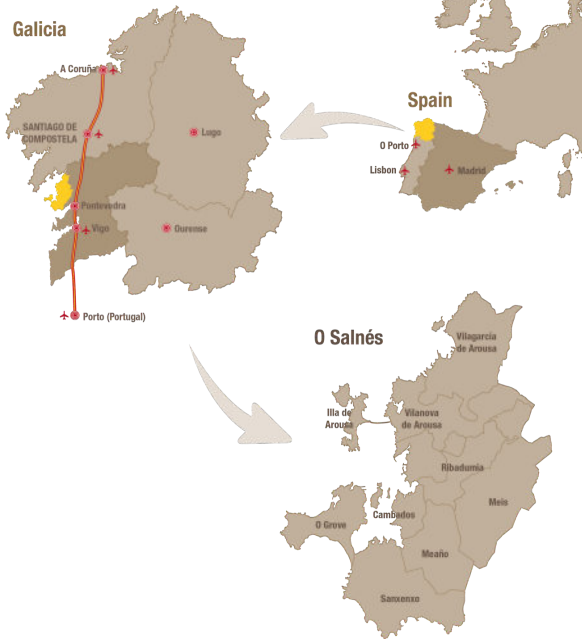 Galicia
A Coruña
SANTIAGO DE
COMPOSTELA
Lugo
Pontevedra
Vigo
Ourense
Porto (Portugal)
Spain
O Porto
Lisbon
Madrid
O Salnés
Vilagarcía
de Arousa
Illa de
Arousa
Vilanova
de Arousa
Ribadumia
Meis
Cambados
O Grove
Meaño
Sanxenxo